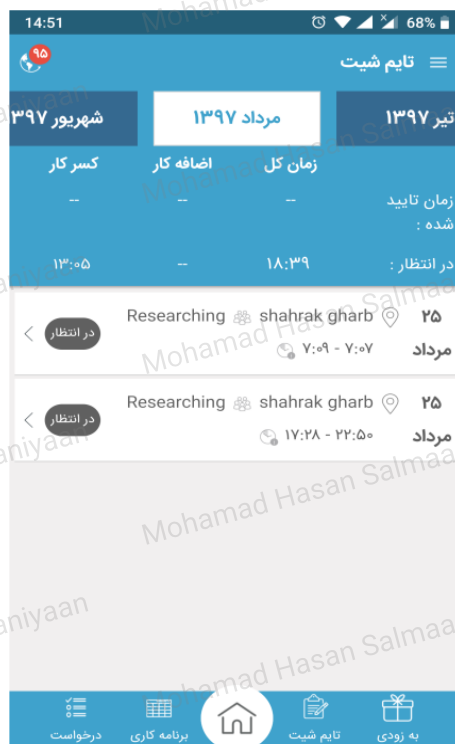 14:51 68%
تایم شیت ۹۵
تیر ۱۳۹۷ مرداد ۱۳۹۷ شهریور ۳۹۷
زمان کل اضافه کار کسر کار
زمان تایید شده : -- -- --
در انتظار : ۱۸:۳۹ -- ۱۳:۰۵
۲۵ shahrak gharb Researching
مرداد ۷:۰۹ - ۷:۰۷ در انتظار
۲۵ shahrak gharb Researching
مرداد ۱۷:۲۸ - ۲۲:۵۰ در انتظار
به زودی تایم شیت برنامه کاری درخواست
Mohamad Hasan Salmaaniyaan